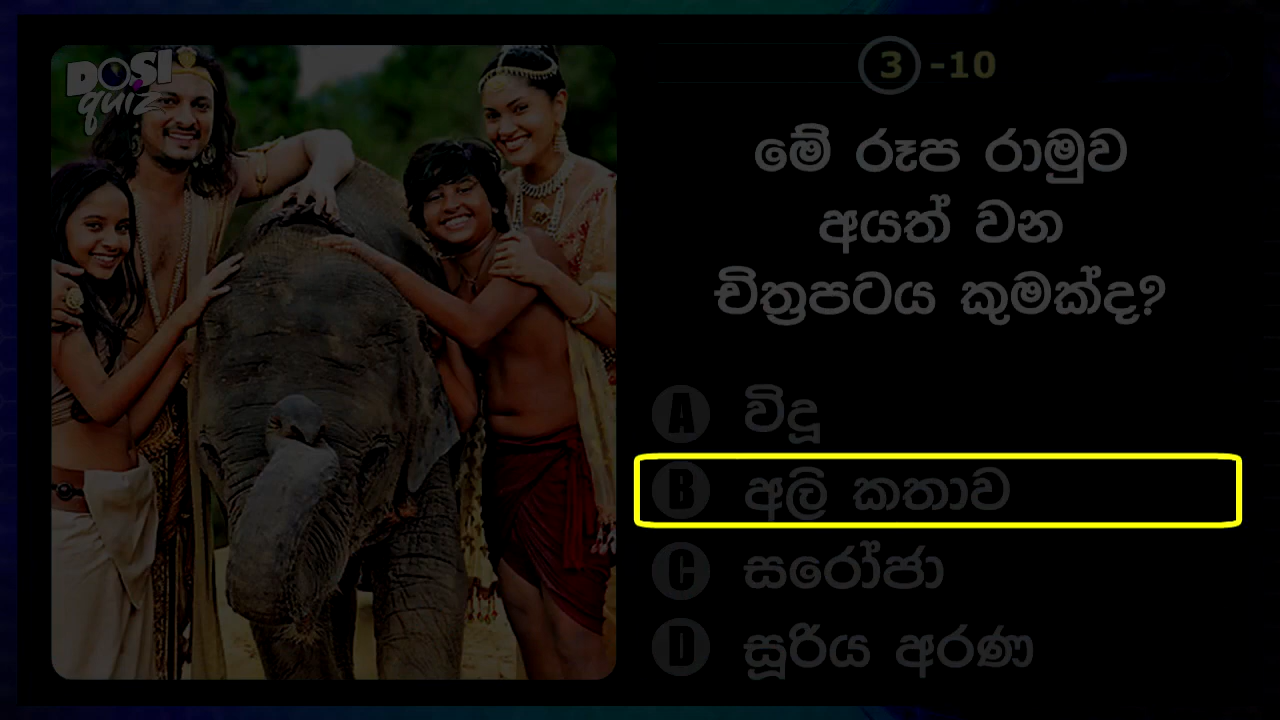 DOSI
quiz
3 -10
මේ රූප රාමුව
අයත් වන
චිත්‍රපටය කුමක්ද?
A විදූ
B අලි කතාව
C සරෝජා
D සූරිය අරණ